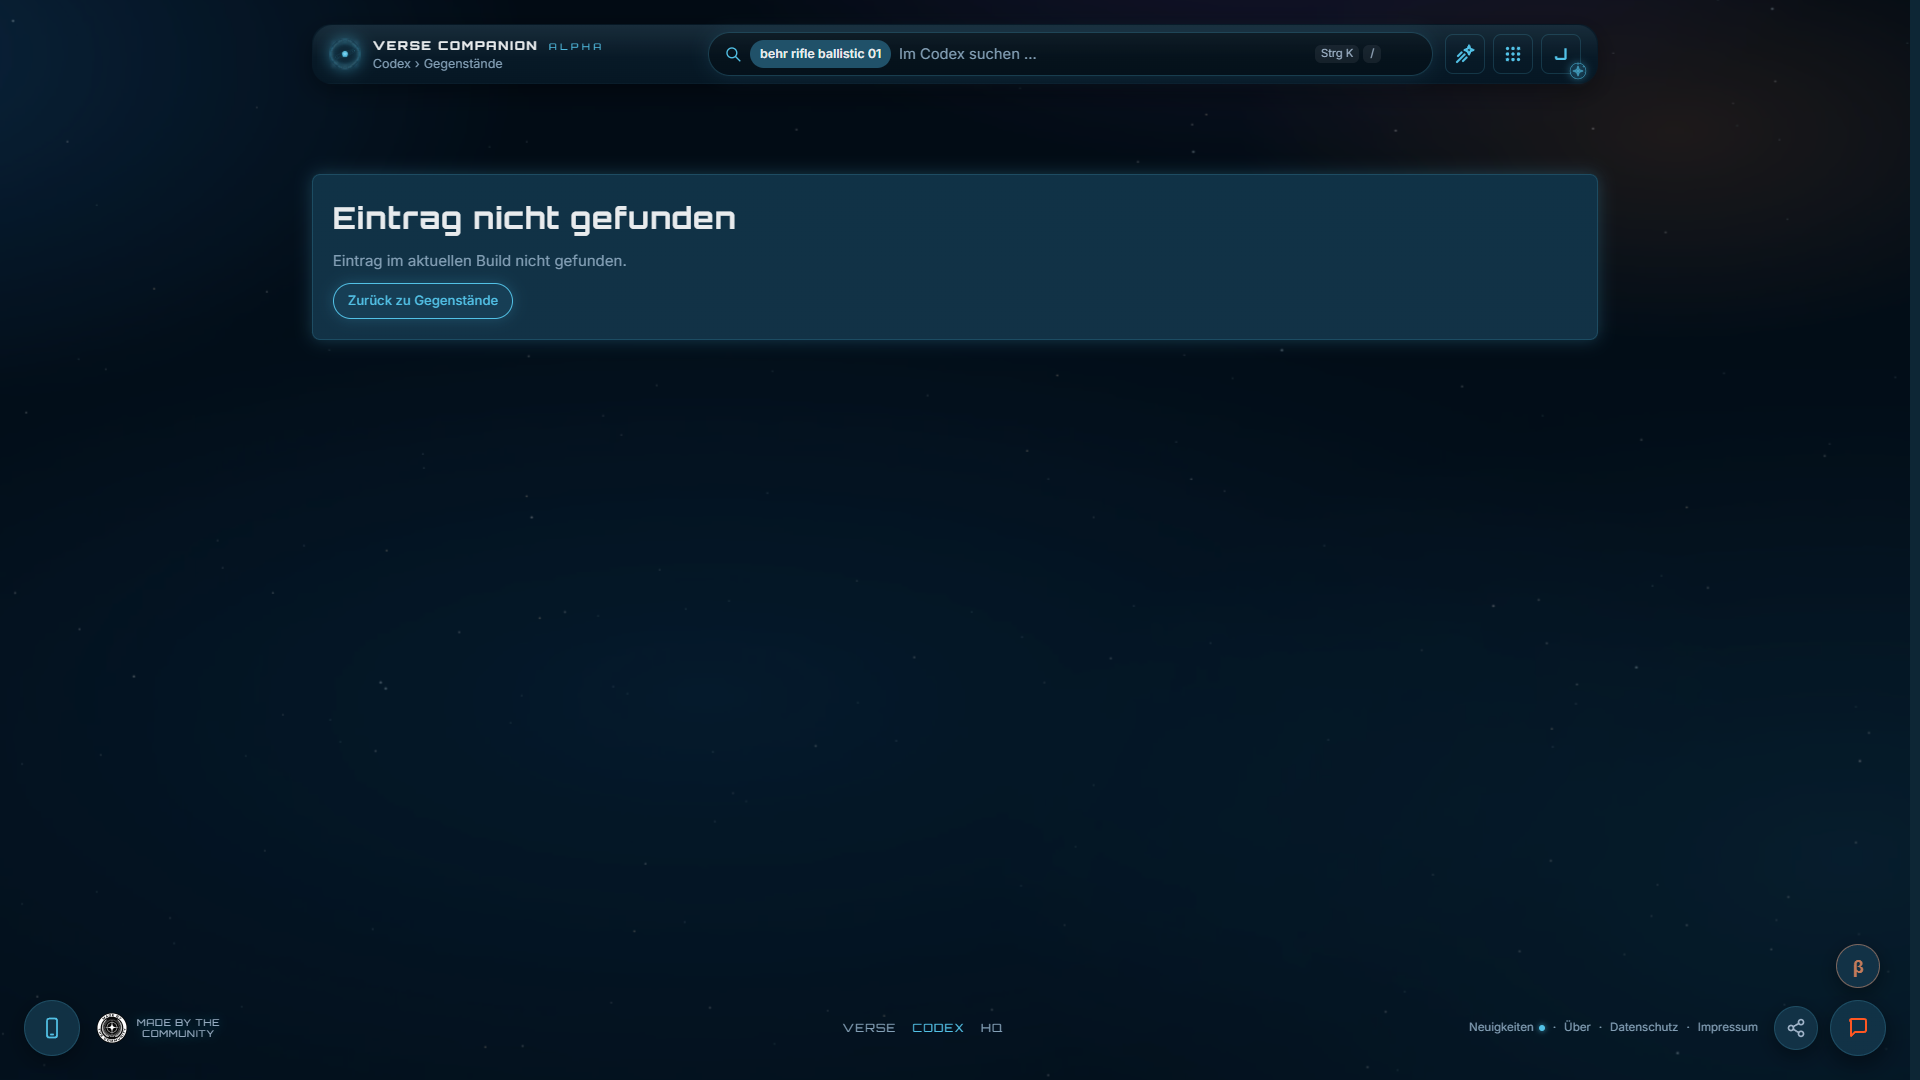 VERSE COMPANION ALPHA
Codex › Gegenstände
behr rifle ballistic 01 Im Codex suchen ... Strg K /
Eintrag nicht gefunden
Eintrag im aktuellen Build nicht gefunden.
Zurück zu Gegenstände
β
MADE BY THE
COMMUNITY
VERSE CODEX HQ
Neuigkeiten · Über · Datenschutz · Impressum